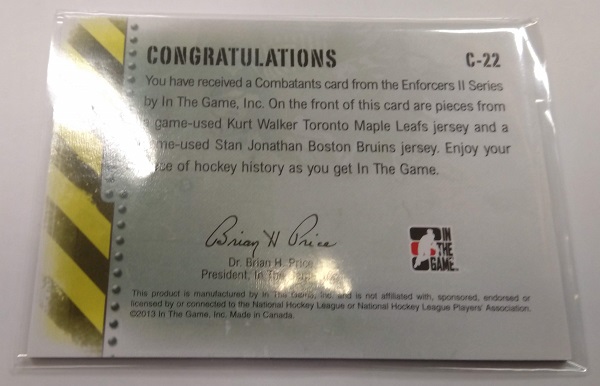 CONGRATULATIONS C-22
You have received a Combatants card from the Enforcers II Series
by In The Game, Inc. On the front of this card are pieces from
a game-used Kurt Walker Toronto Maple Leafs jersey and a
game-used Stan Jonathan Boston Bruins jersey. Enjoy your
piece of hockey history as you get In The Game.
Brian H Price
Dr. Brian H. Price
President, In The Game, Inc.
IN
THE
GAME
This product is manufactured by In The Game, Inc. and is not affiliated with, sponsored, endorsed or
licensed by or connected to the National Hockey League or National Hockey League Players' Association.
©2013 In The Game, Inc. Made in Canada.